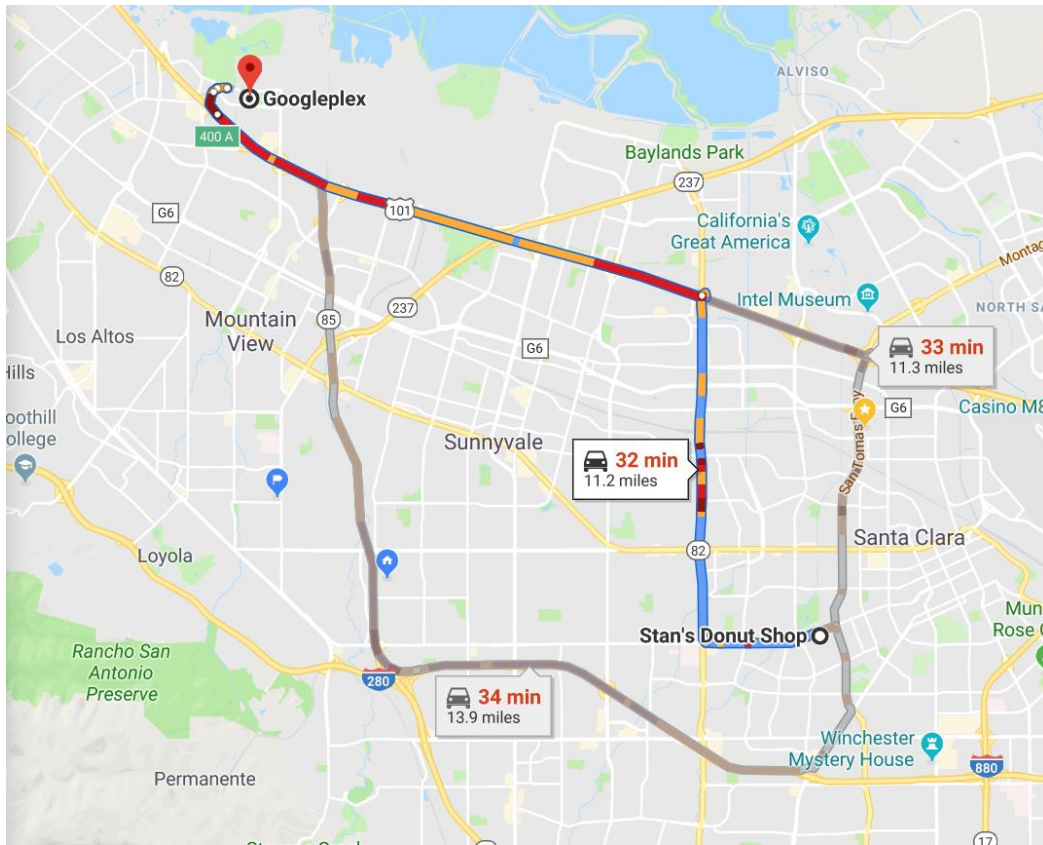 ALVISO
Googleplex
400 A
Baylands Park
237
G6
101
California's
Great America
Montag
82
Intel Museum
NORTH SA
237
Mountain
View
85
Los Altos
G6
33 min
11.3 miles
Hills
G6
Casino M8
oothill
ollege
Sunnyvale
32 min
11.2 miles
San Tomas
Santa Clara
82
Loyola
Mun
Rose C
Stan's Donut Shop
Rancho San
Antonio
Preserve
280
34 min
13.9 miles
Winchester
Mystery House
880
Permanente
17